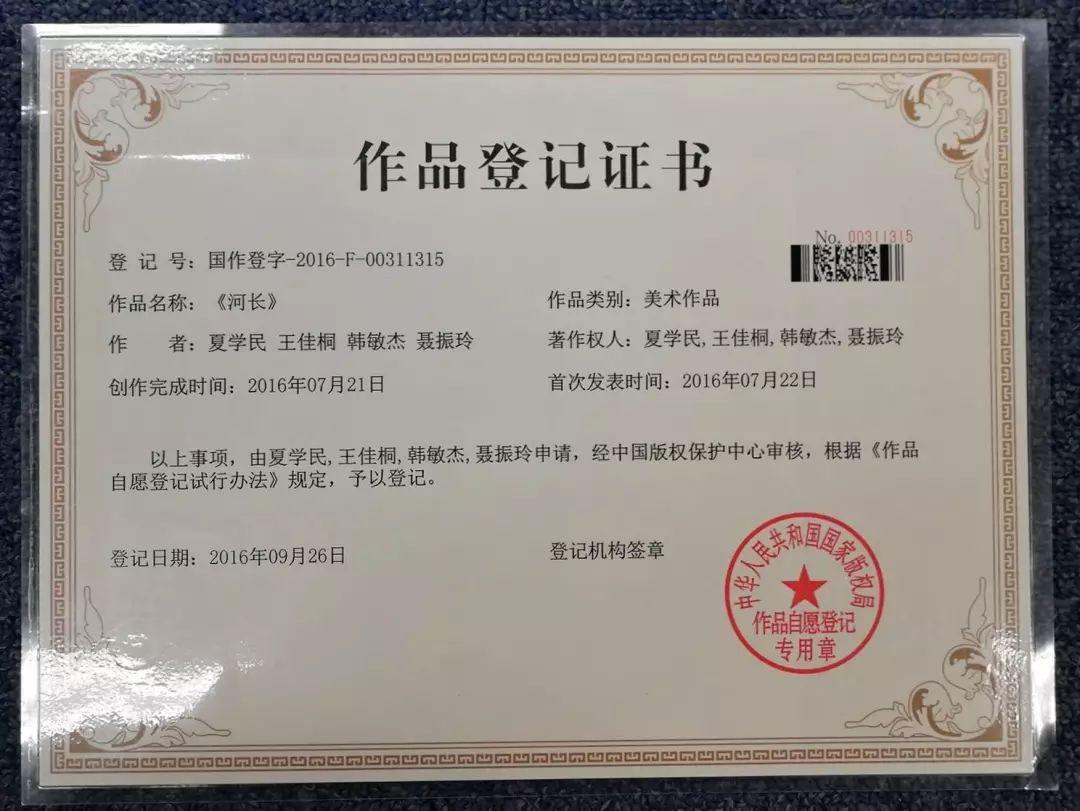 作品登记证书
No. 00311315
登 记 号：国作登字-2016-F-00311315
作品名称：《河长》
作品类别：美术作品
作 者：夏学民 王佳桐 韩敏杰 聂振玲
著作权人：夏学民,王佳桐,韩敏杰,聂振玲
创作完成时间：2016年07月21日
首次发表时间：2016年07月22日
以上事项，由夏学民,王佳桐,韩敏杰,聂振玲申请，经中国版权保护中心审核，根据《作品
自愿登记试行办法》规定，予以登记。
登记日期：2016年09月26日
登记机构签章
中华人民共和国国家版权局
作品自愿登记
专用章